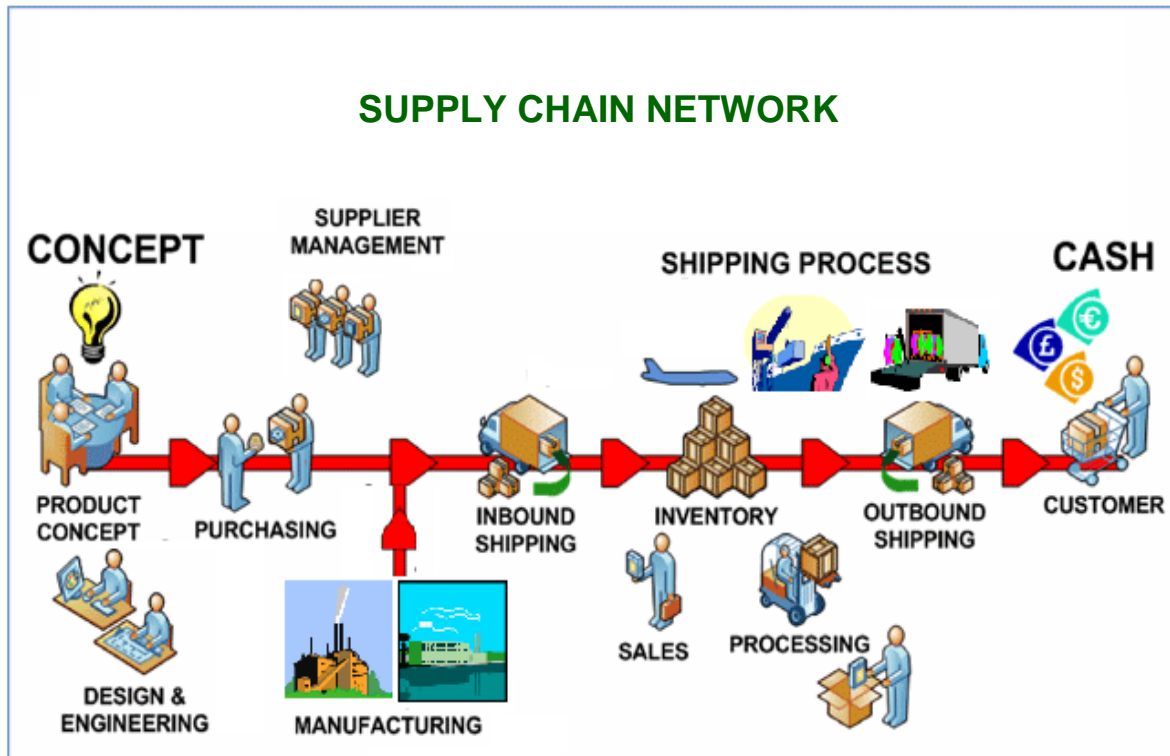 SUPPLY CHAIN NETWORK
SUPPLIER
MANAGEMENT
CONCEPT
SHIPPING PROCESS
CASH
€
£
$
PRODUCT
CONCEPT
PURCHASING
INBOUND
SHIPPING
INVENTORY
OUTBOUND
SHIPPING
CUSTOMER
DESIGN &
ENGINEERING
MANUFACTURING
SALES
PROCESSING